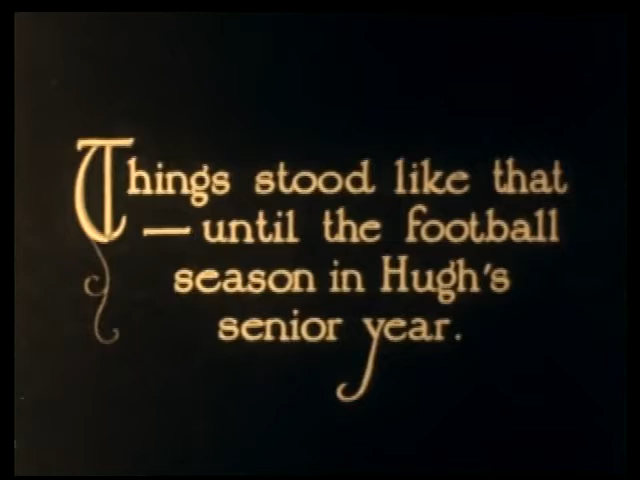 Things stood like that
— until the football
season in Hugh's
senior year.